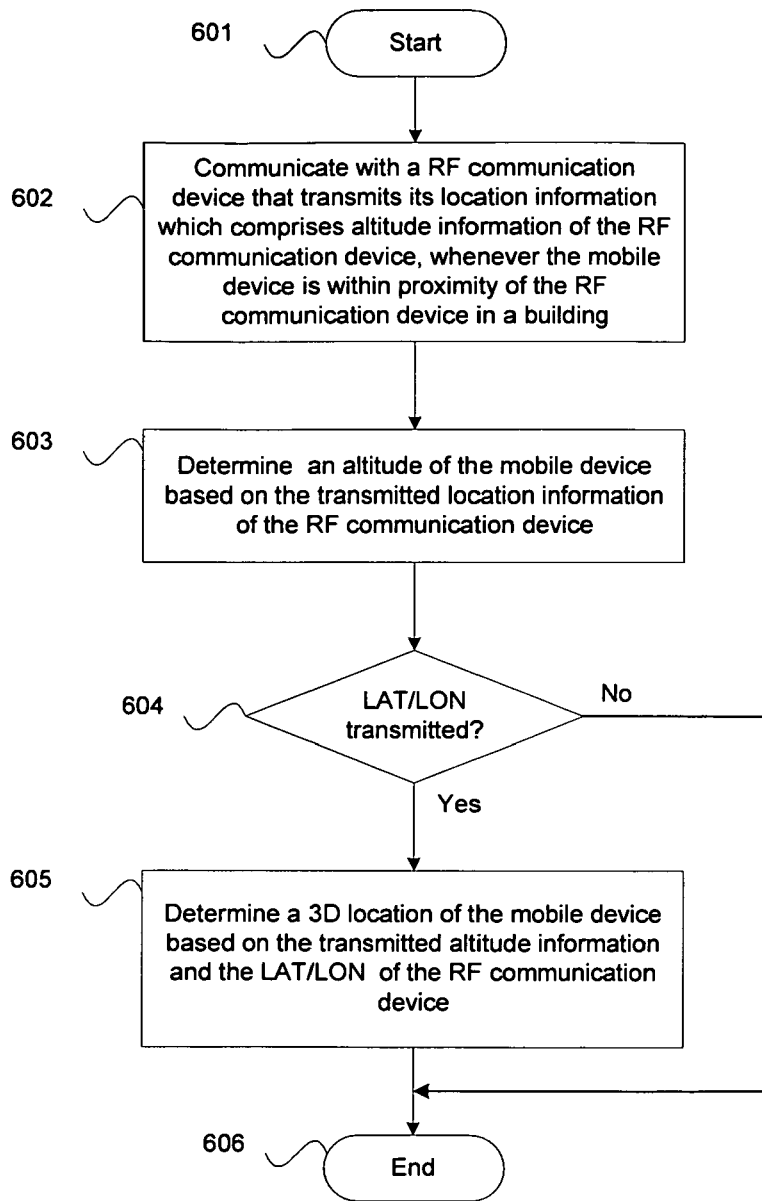 601
Start
602
Communicate with a RF communication
device that transmits its location information
which comprises altitude information of the RF
communication device, whenever the mobile
device is within proximity of the RF
communication device in a building
603
Determine an altitude of the mobile device
based on the transmitted location information
of the RF communication device
604
LAT/LON
transmitted?
No
Yes
605
Determine a 3D location of the mobile device
based on the transmitted altitude information
and the LAT/LON of the RF communication
device
606
End